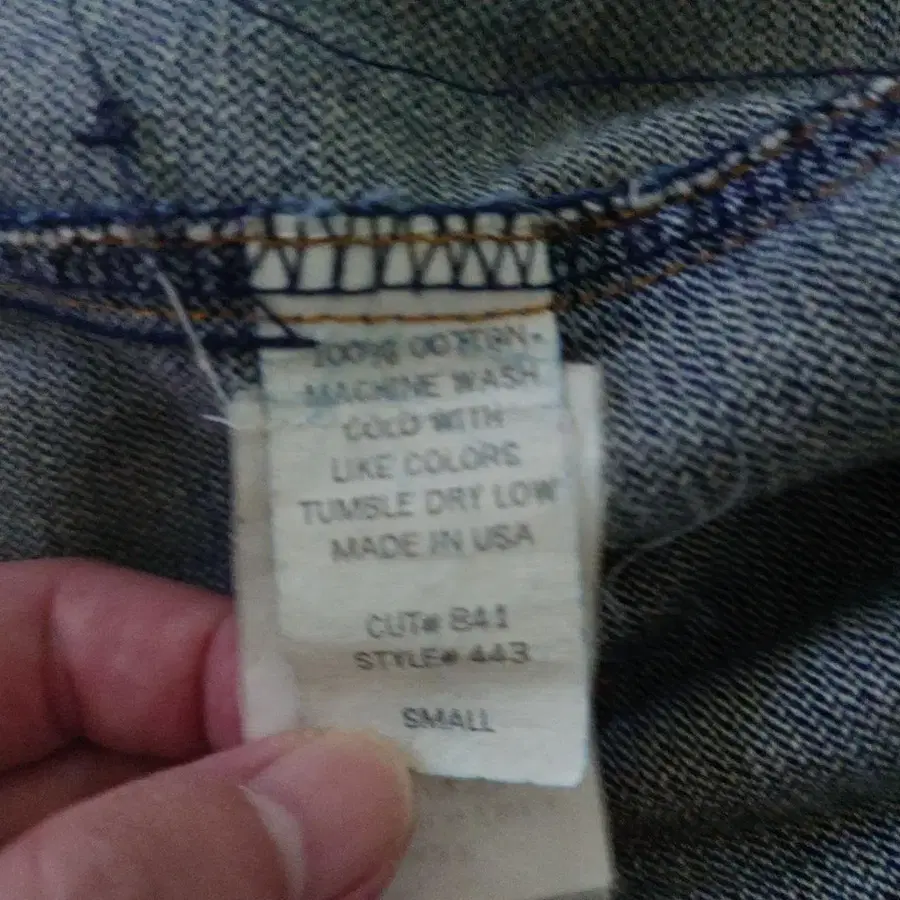 100% COTTON
MACHINE WASH
COLD WITH
LIKE COLORS
TUMBLE DRY LOW
MADE IN USA
CUT# 841
STYLE# 443
SMALL